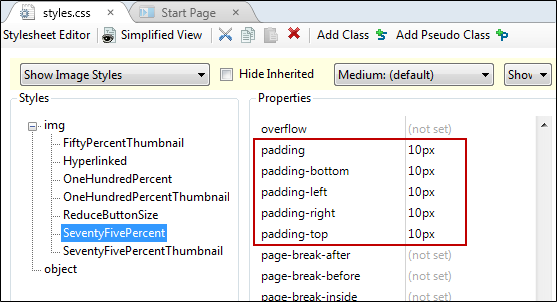 styles.css Start Page
Stylesheet Editor Simplified View Add Class Add Pseudo Class
Show Image Styles Hide Inherited Medium: (default) Show
Styles
img
FiftyPercentThumbnail
Hyperlinked
OneHundredPercent
OneHundredPercentThumbnail
ReduceButtonSize
SeventyFivePercent
SeventyFivePercentThumbnail
object
Properties
overflow (not set)
padding 10px
padding-bottom 10px
padding-left 10px
padding-right 10px
padding-top 10px
page-break-after (not set)
page-break-before (not set)
page-break-inside (not set)